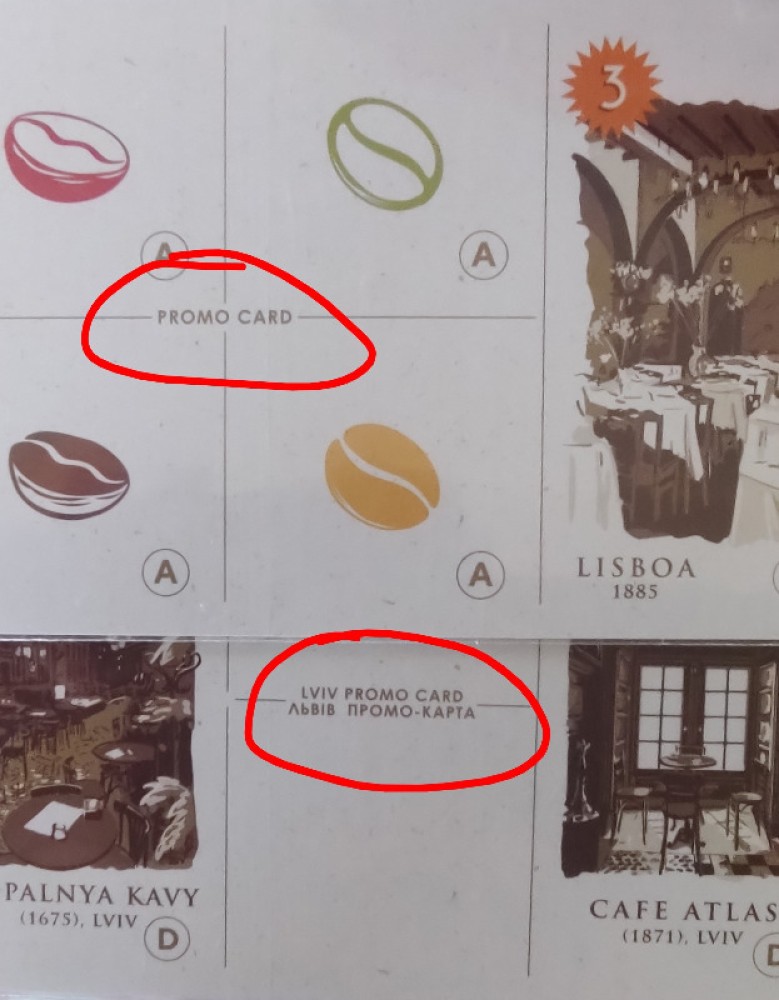 3
A
A
PROMO CARD
A
A
LISBOA
1885
LVIV PROMO CARD
ЛЬВІВ ПРОМО-КАРТА
PALNYA KAVY
(1675), LVIV
D
CAFE ATLAS
(1871), LVIV